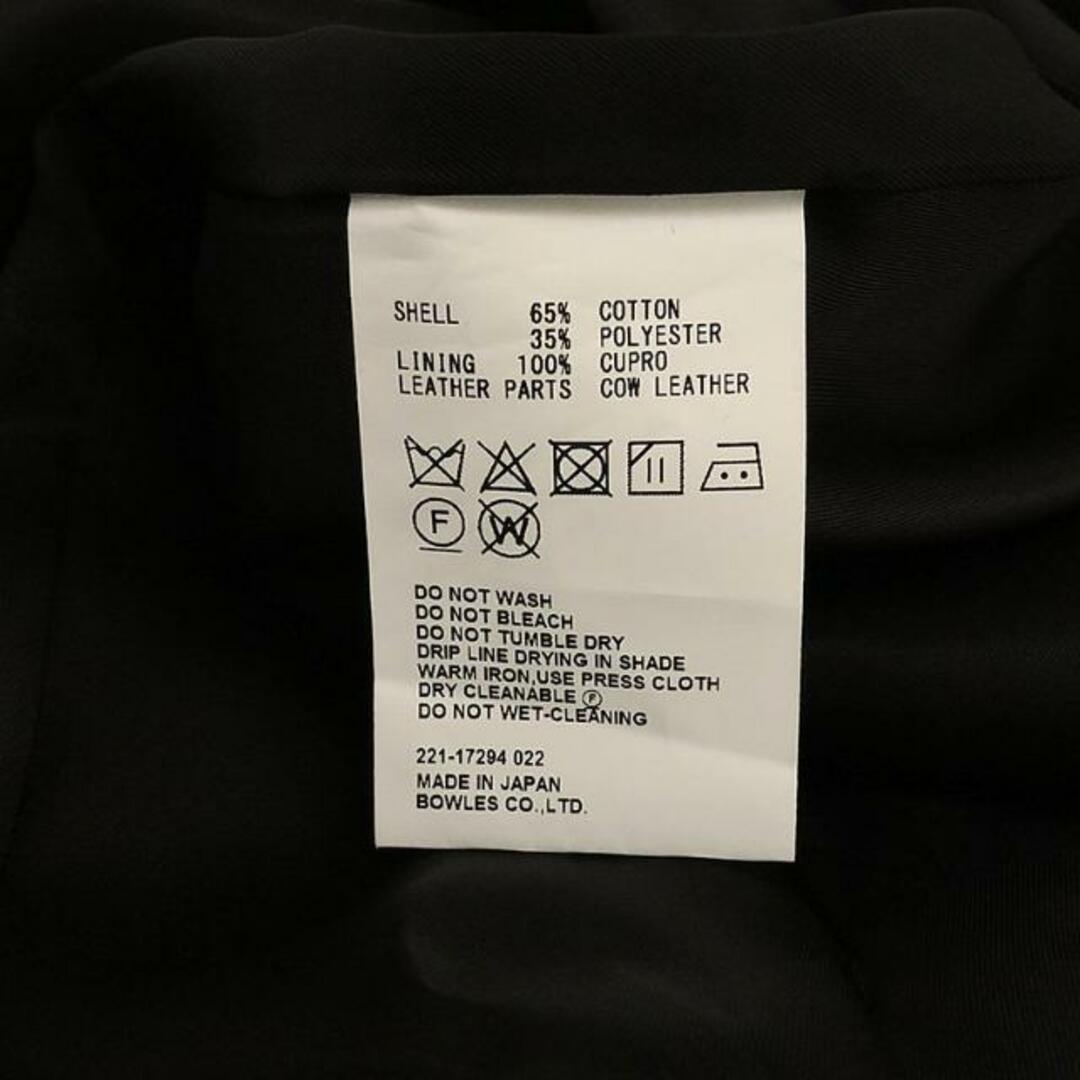 SHELL 65% COTTON
35% POLYESTER
LINING 100% CUPRO
LEATHER PARTS COW LEATHER
F W
DO NOT WASH
DO NOT BLEACH
DO NOT TUMBLE DRY
DRIP LINE DRYING IN SHADE
WARM IRON,USE PRESS CLOTH
DRY CLEANABLE Ⓕ
DO NOT WET-CLEANING
221-17294 022
MADE IN JAPAN
BOWLES CO.,LTD.